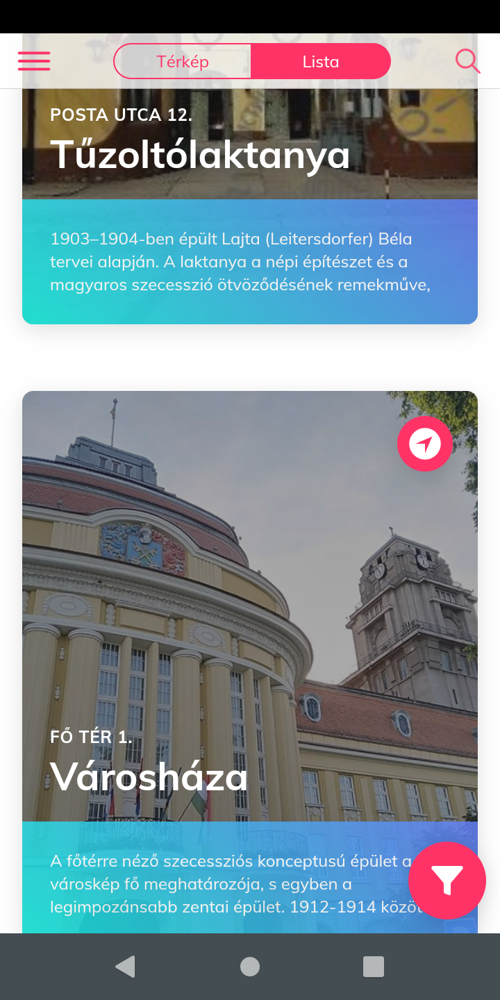 Térkép
Lista
POSTA UTCA 12.
Tűzoltólaktanya
1903–1904-ben épült Lajta (Leitersdorfer) Béla
tervei alapján. A laktanya a népi építészet és a
magyaros szecesszió ötvöződésének remekműve,
FŐ TÉR 1.
Városháza
A főtérre néző szecessziós konceptusú épület a
városkép fő meghatározója, s egyben a
legimpozánsabb zentai épület. 1912-1914